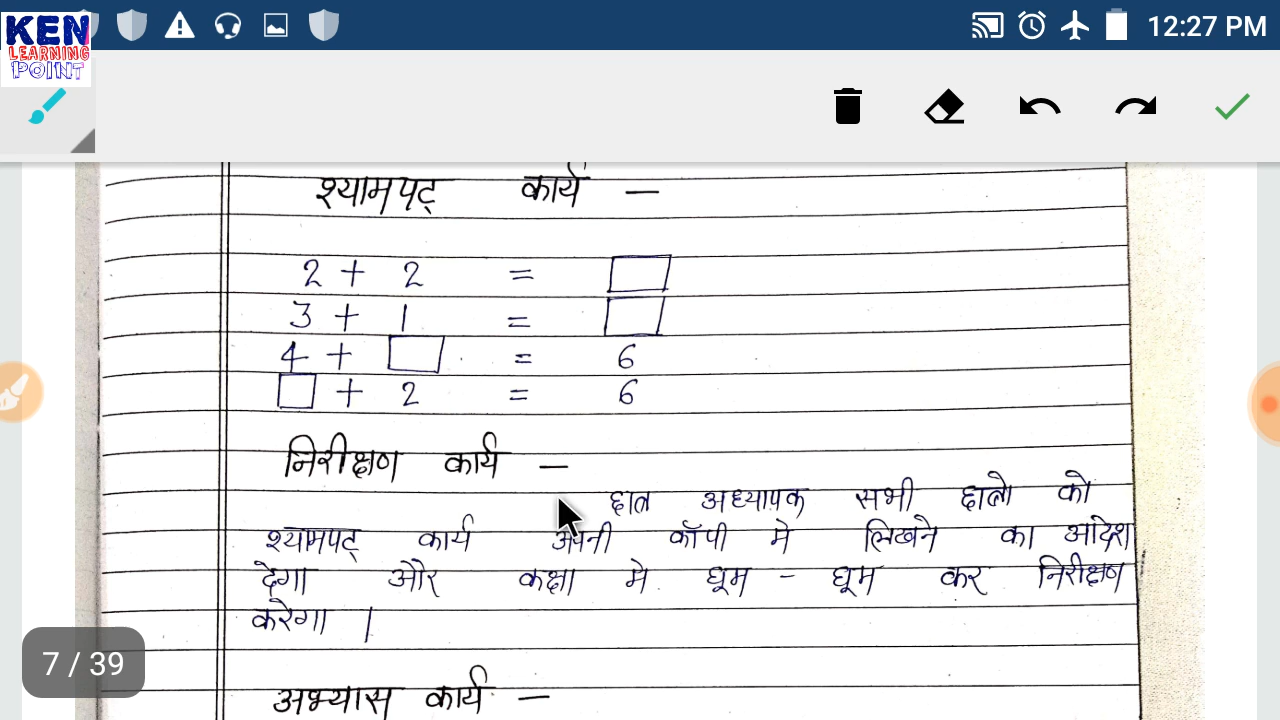 KEN
LEARNING
POINT
12:27 PM
श्यामपट् कार्य —
2 + 2 = □
3 + 1 = □
4 + □ = 6
□ + 2 = 6
निरीक्षण कार्य —
छात्र अध्यापक सभी छात्रो को
श्यामपट् कार्य अपनी कॉपी मे लिखने का आदेश
देगा और कक्षा मे घूम - घूम कर निरीक्षण
करेगा ।
7 / 39
अभ्यास कार्य —